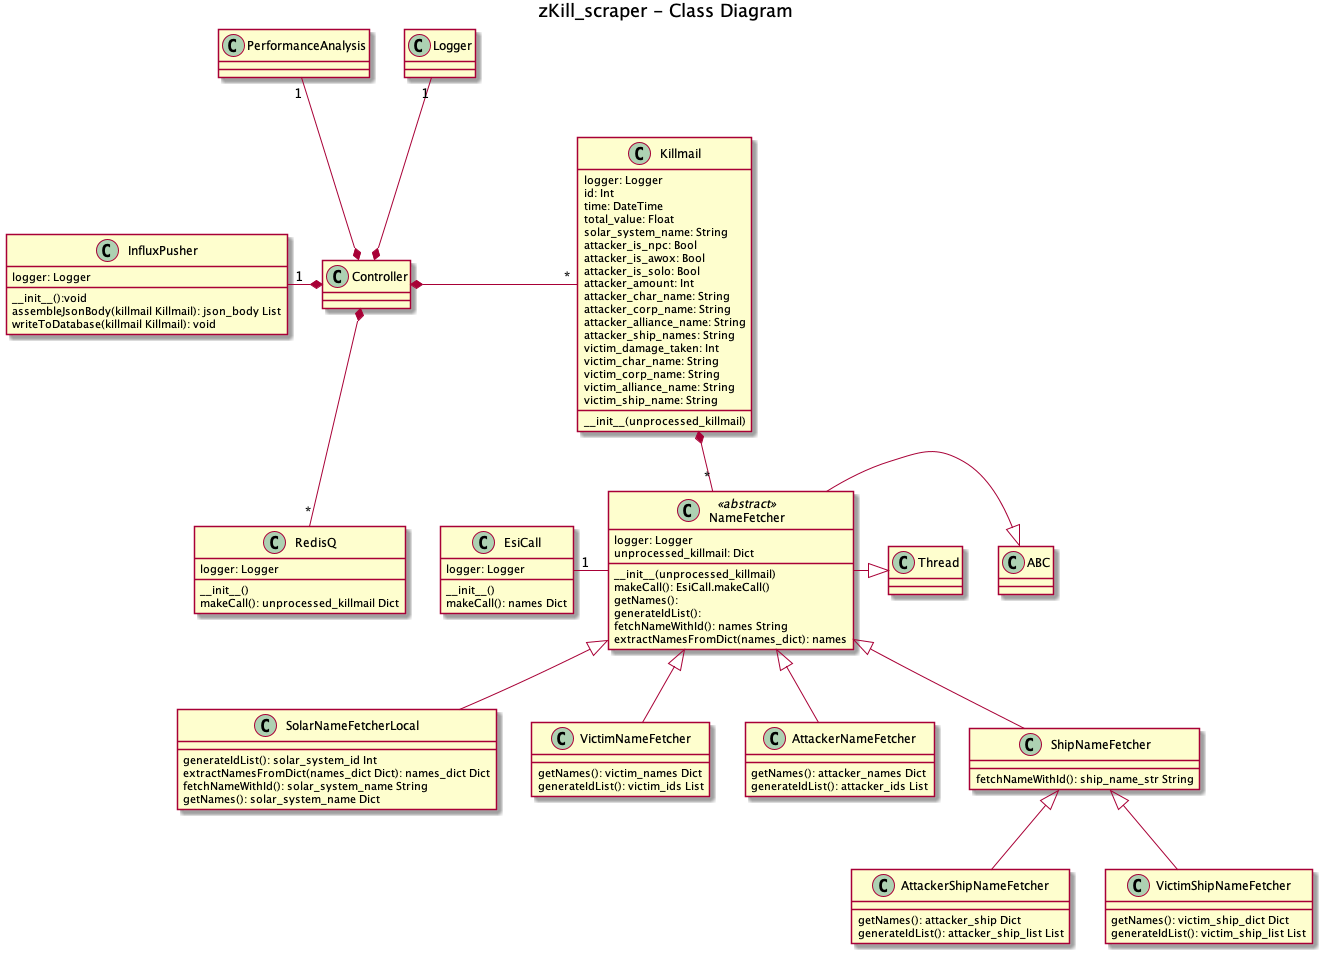 zKill_scraper - Class Diagram
C PerformanceAnalysis
C Logger
1
1
C Killmail
logger: Logger
id: Int
time: DateTime
total_value: Float
solar_system_name: String
attacker_is_npc: Bool
attacker_is_awox: Bool
attacker_is_solo: Bool
attacker_amount: Int
attacker_char_name: String
attacker_corp_name: String
attacker_alliance_name: String
attacker_ship_names: String
victim_damage_taken: Int
victim_char_name: String
victim_corp_name: String
victim_alliance_name: String
victim_ship_name: String
__init__(unprocessed_killmail)
C InfluxPusher
logger: Logger
__init__():void
assembleJsonBody(killmail Killmail): json_body List
writeToDatabase(killmail Killmail): void
1
C Controller
*
*
*
C RedisQ
logger: Logger
__init__()
makeCall(): unprocessed_killmail Dict
C EsiCall
logger: Logger
__init__()
makeCall(): names Dict
1
C «abstract»
NameFetcher
logger: Logger
unprocessed_killmail: Dict
__init__(unprocessed_killmail)
makeCall(): EsiCall.makeCall()
getNames():
generateIdList():
fetchNameWithId(): names String
extractNamesFromDict(names_dict): names
C Thread
C ABC
C SolarNameFetcherLocal
generateIdList(): solar_system_id Int
extractNamesFromDict(names_dict Dict): names_dict Dict
fetchNameWithId(): solar_system_name String
getNames(): solar_system_name Dict
C VictimNameFetcher
getNames(): victim_names Dict
generateIdList(): victim_ids List
C AttackerNameFetcher
getNames(): attacker_names Dict
generateIdList(): attacker_ids List
C ShipNameFetcher
fetchNameWithId(): ship_name_str String
C AttackerShipNameFetcher
getNames(): attacker_ship Dict
generateIdList(): attacker_ship_list List
C VictimShipNameFetcher
getNames(): victim_ship_dict Dict
generateIdList(): victim_ship_list List